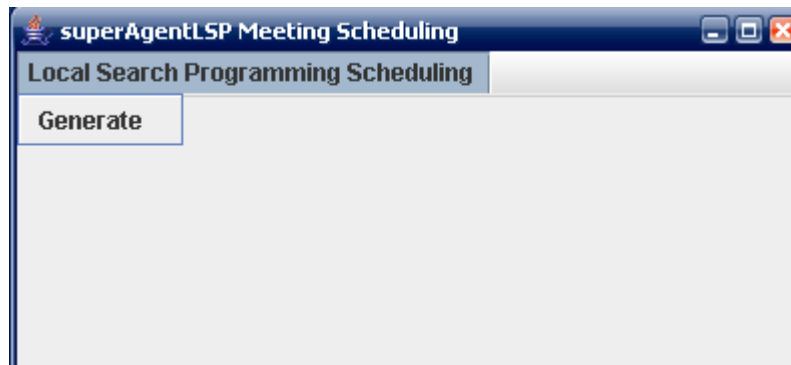 superAgentLSP Meeting Scheduling
Local Search Programming Scheduling
Generate